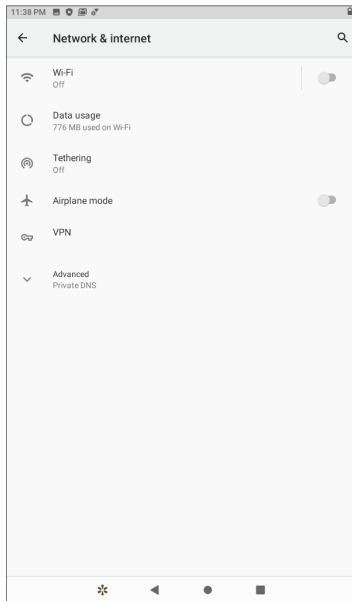 11:38 PM
Network & internet
Wi-Fi
Off
Data usage
776 MB used on Wi-Fi
Tethering
Off
Airplane mode
VPN
Advanced
Private DNS